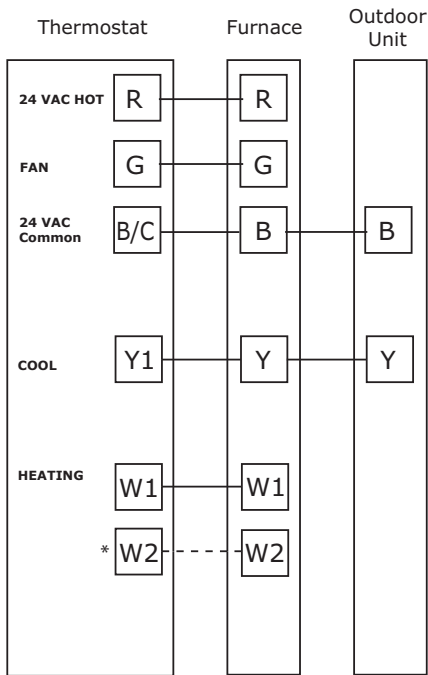 Thermostat Furnace Outdoor
Unit
24 VAC HOT R R
FAN G G
24 VAC
Common B/C B B
COOL Y1 Y Y
HEATING
W1 W1
* W2 W2